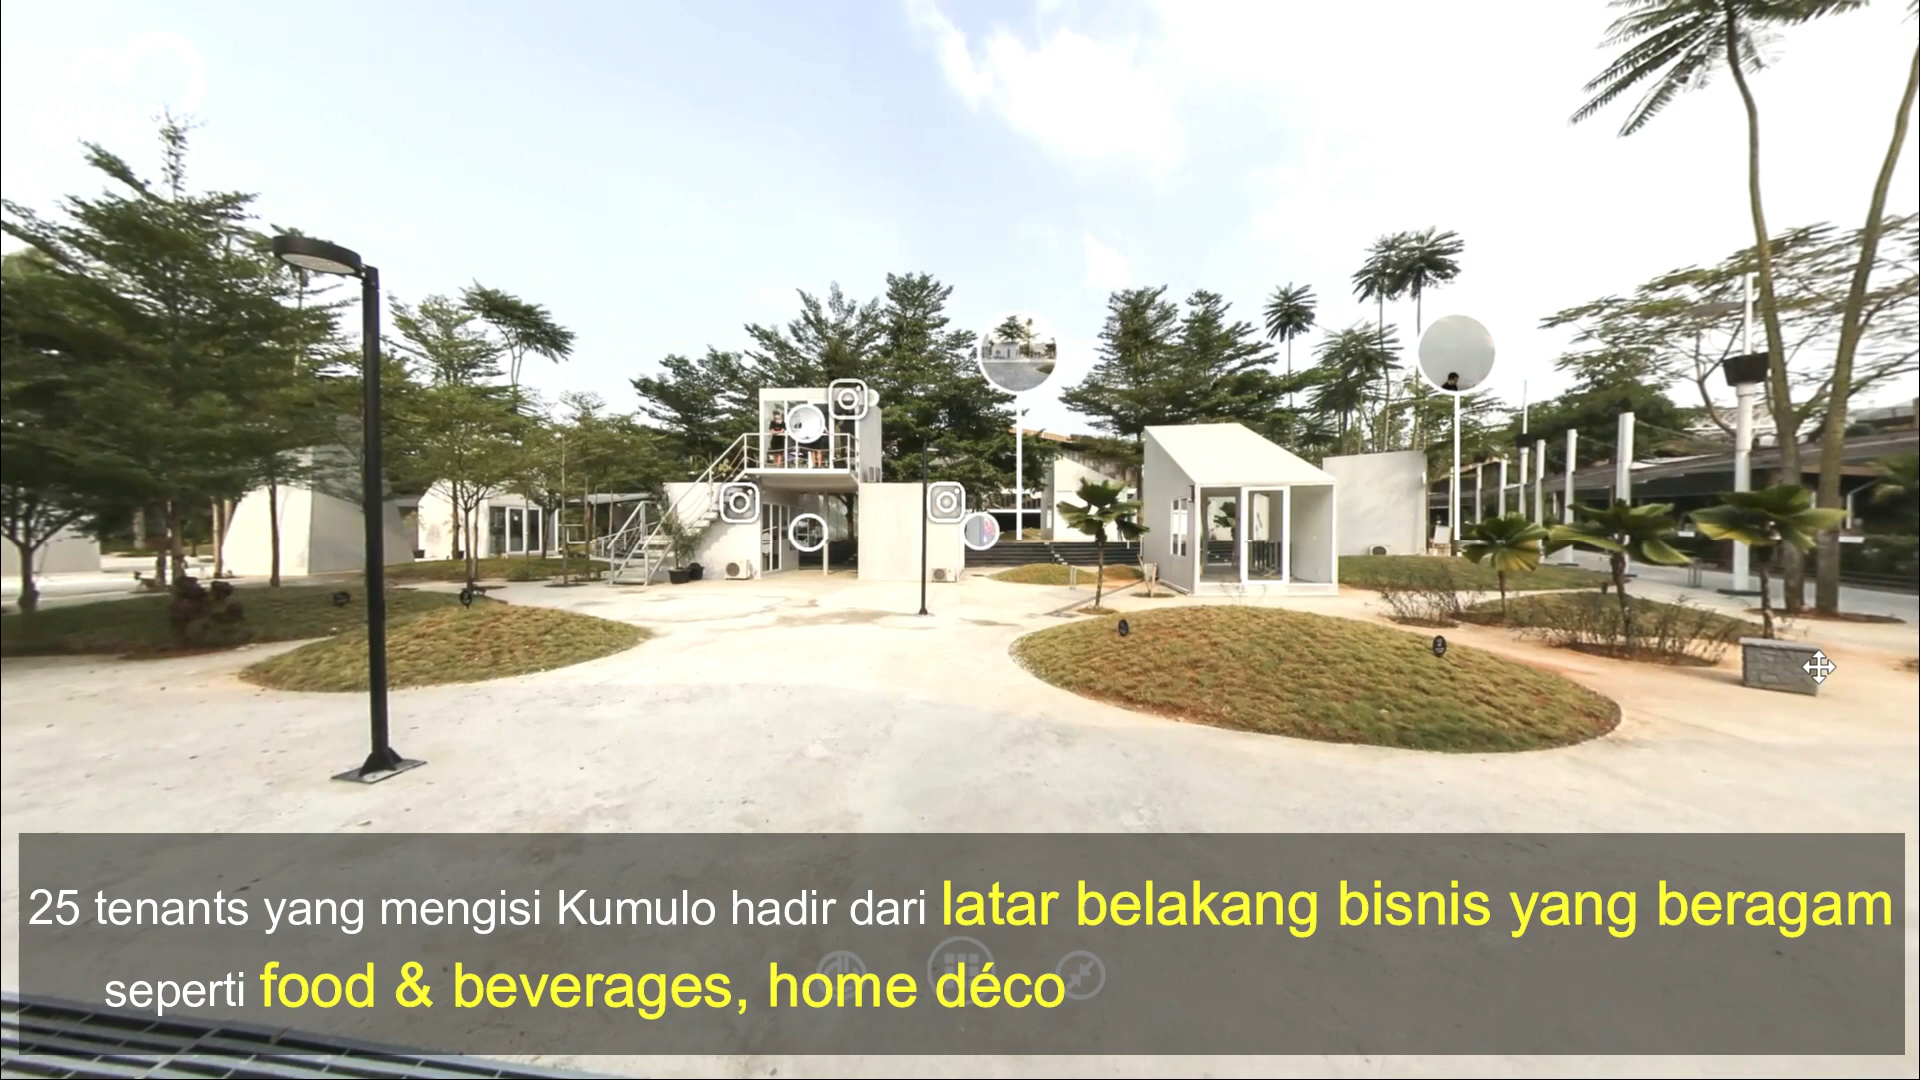 25 tenants yang mengisi Kumulo hadir dari latar belakang bisnis yang beragam
seperti food & beverages, home déco